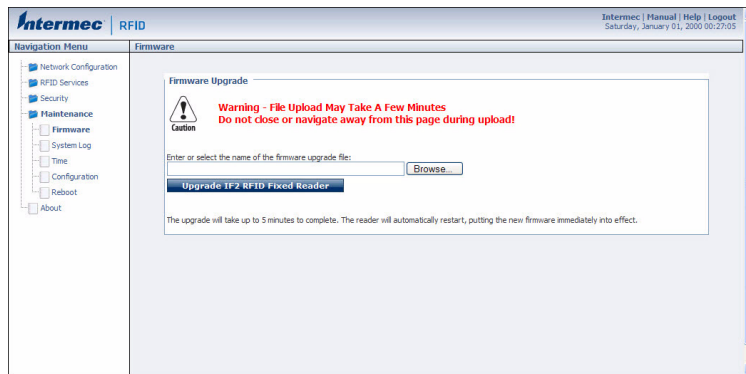 Intermec RFID
Intermec | Manual | Help | Logout
Saturday, January 01, 2000 00:27:05
Navigation Menu
Firmware
Network Configuration
RFID Services
Security
Maintenance
Firmware
System Log
Time
Configuration
Reboot
About
Firmware Upgrade
Caution
Warning - File Upload May Take A Few Minutes
Do not close or navigate away from this page during upload!
Enter or select the name of the firmware upgrade file:
Browse...
Upgrade IF2 RFID Fixed Reader
The upgrade will take up to 5 minutes to complete. The reader will automatically restart, putting the new firmware immediately into effect.